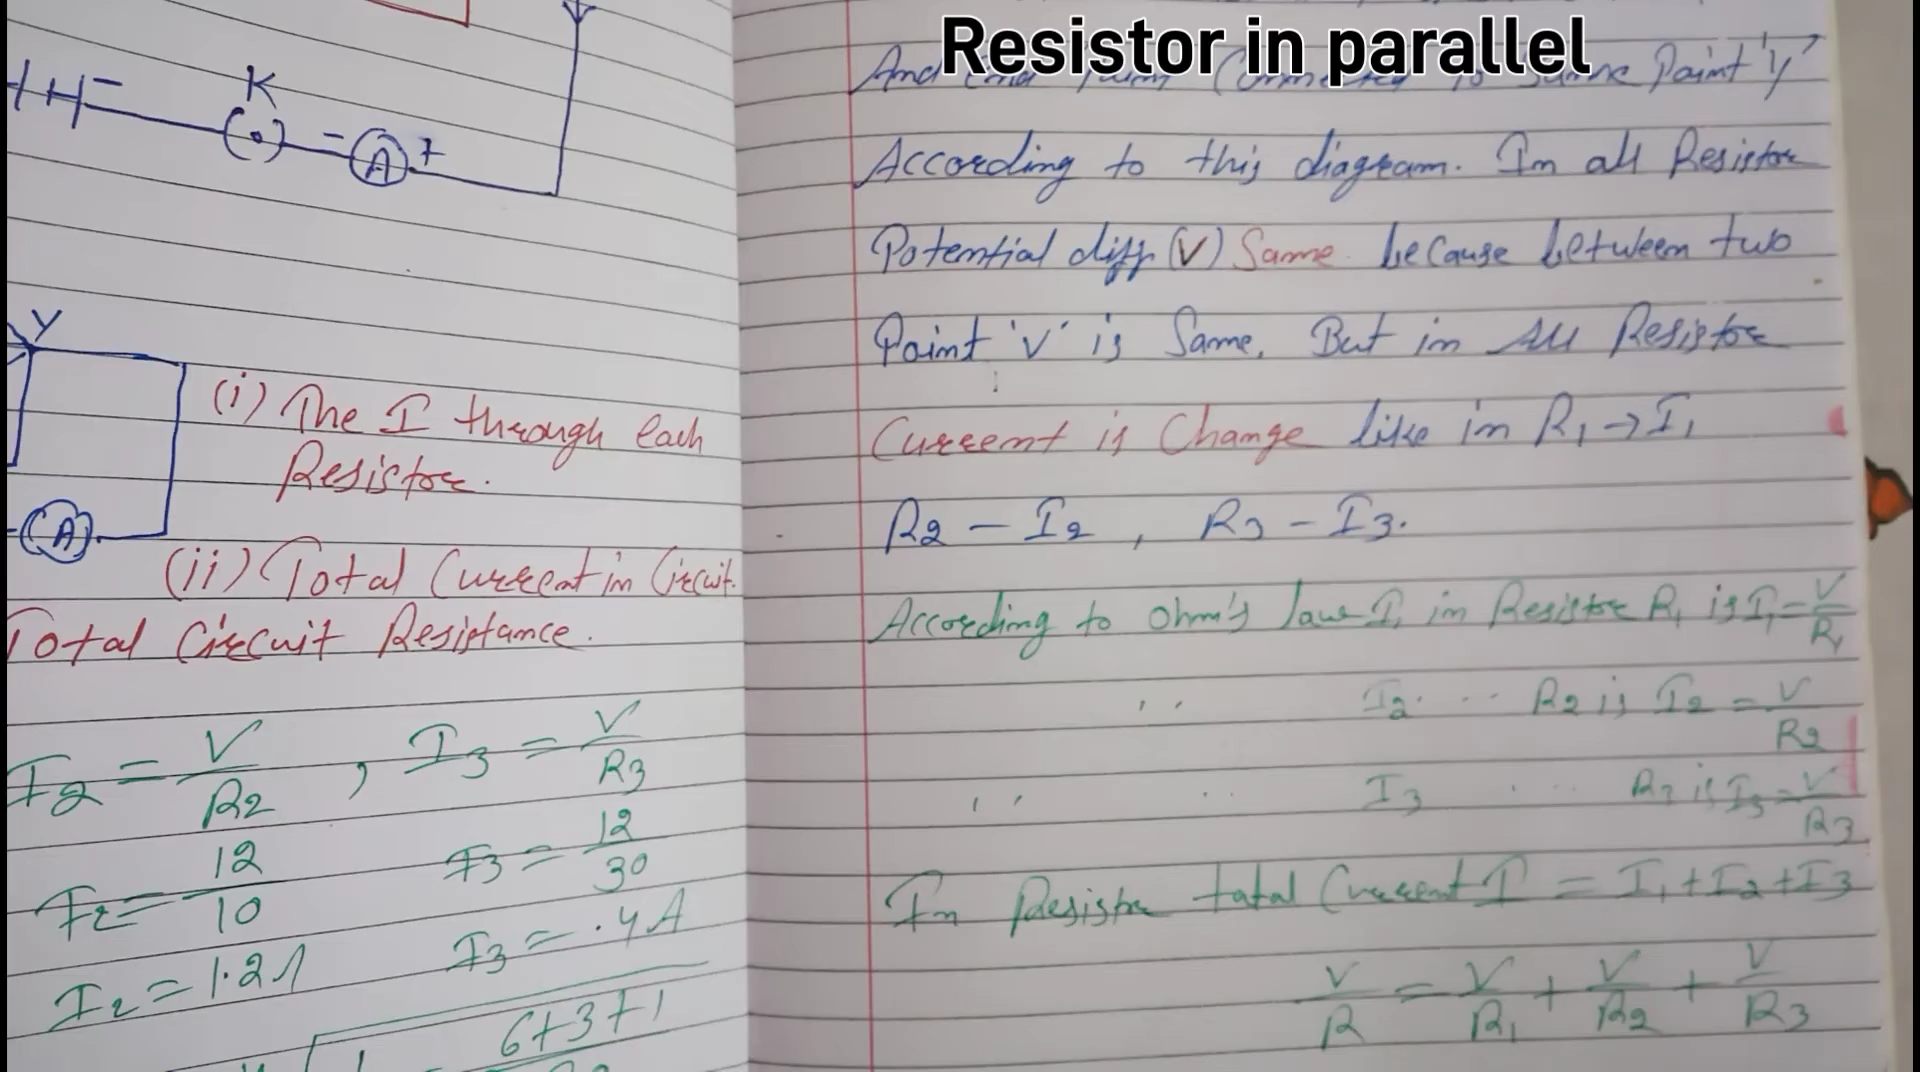 Resistor in parallel
K
- A +
Y
(i) The I through each
Resistor.
A
(ii) Total Current in Circuit.
Total Circuit Resistance.
I2 = V/R2 , I3 = V/R3
I2 = 12/10 I3 = 12/30
I2 = 1.2A I3 = .4A
6+3+1
And Point 'Y'
According to this diagram. In all Resistor
Potential diff (V) Same because between two
Point 'V' is Same. But in All Resistor
Current is Change like in R1 → I1
R2 - I2 , R3 - I3.
According to ohm's law I1 in Resistor R1 is I1 = V/R1
,, I2 .. R2 is I2 = V/R2
,, .. I3 .. R3 is I3 = V/R3
In Resistor total Current I = I1 + I2 + I3
V/R = V/R1 + V/R2 + V/R3